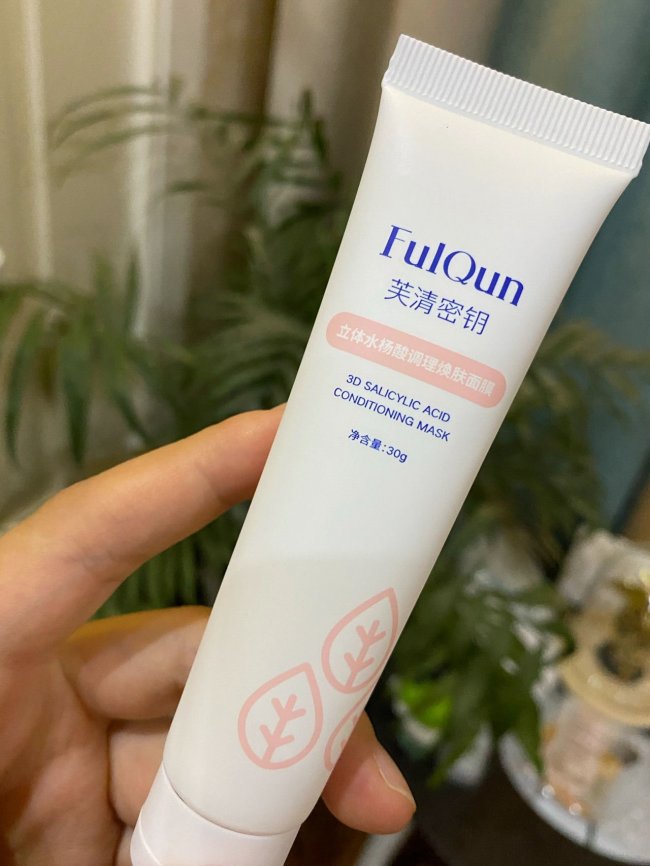 FulQun
芙清密钥
立体水杨酸调理焕肤面膜
3D SALICYLIC ACID
CONDITIONING MASK
净含量:30g